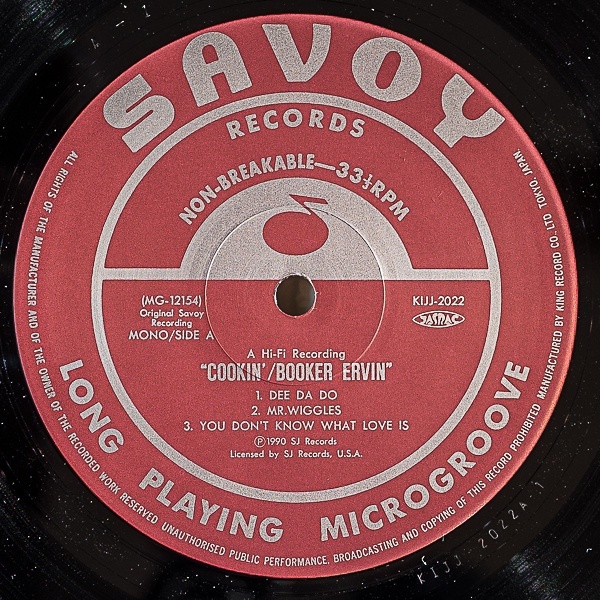 SAVOY
RECORDS
NON-BREAKABLE—33⅓RPM
(MG-12154)
Original Savoy
Recording
MONO/SIDE A
KIJJ-2022
JASRAC
A Hi-Fi Recording
"COOKIN'/BOOKER ERVIN"
1. DEE DA DO
2. MR.WIGGLES
3. YOU DON'T KNOW WHAT LOVE IS
Ⓟ1990 SJ Records
Licensed by SJ Records, U.S.A.
LONG PLAYING MICROGROOVE
ALL RIGHTS OF THE MANUFACTURER AND OF THE OWNER OF THE RECORDED WORK RESERVED UNAUTHORISED PUBLIC PERFORMANCE, BROADCASTING AND COPYING OF THIS RECORD PROHIBITED MANUFACTURED BY KING RECORD CO., LTD. TOKYO, JAPAN.
KIJJ-2022A-1